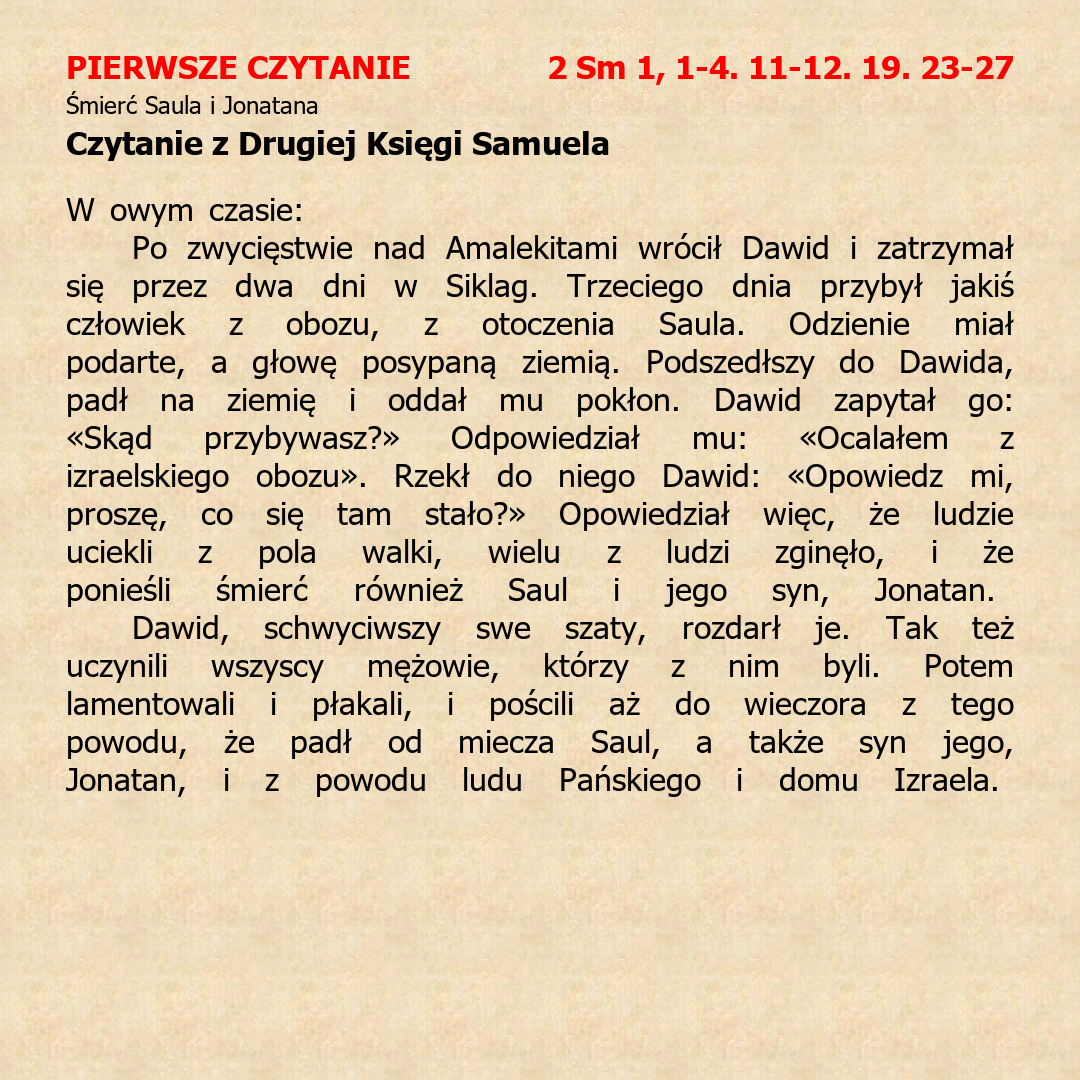 PIERWSZE CZYTANIE 2 Sm 1, 1-4. 11-12. 19. 23-27
Śmierć Saula i Jonatana
Czytanie z Drugiej Księgi Samuela
W owym czasie:
Po zwycięstwie nad Amalekitami wrócił Dawid i zatrzymał
się przez dwa dni w Siklag. Trzeciego dnia przybył jakiś
człowiek z obozu, z otoczenia Saula. Odzienie miał
podarte, a głowę posypaną ziemią. Podszedłszy do Dawida,
padł na ziemię i oddał mu pokłon. Dawid zapytał go:
«Skąd przybywasz?» Odpowiedział mu: «Ocalałem z
izraelskiego obozu». Rzekł do niego Dawid: «Opowiedz mi,
proszę, co się tam stało?» Opowiedział więc, że ludzie
uciekli z pola walki, wielu z ludzi zginęło, i że
ponieśli śmierć również Saul i jego syn, Jonatan.
Dawid, schwyciwszy swe szaty, rozdarł je. Tak też
uczynili wszyscy mężowie, którzy z nim byli. Potem
lamentowali i płakali, i pościli aż do wieczora z tego
powodu, że padł od miecza Saul, a także syn jego,
Jonatan, i z powodu ludu Pańskiego i domu Izraela.